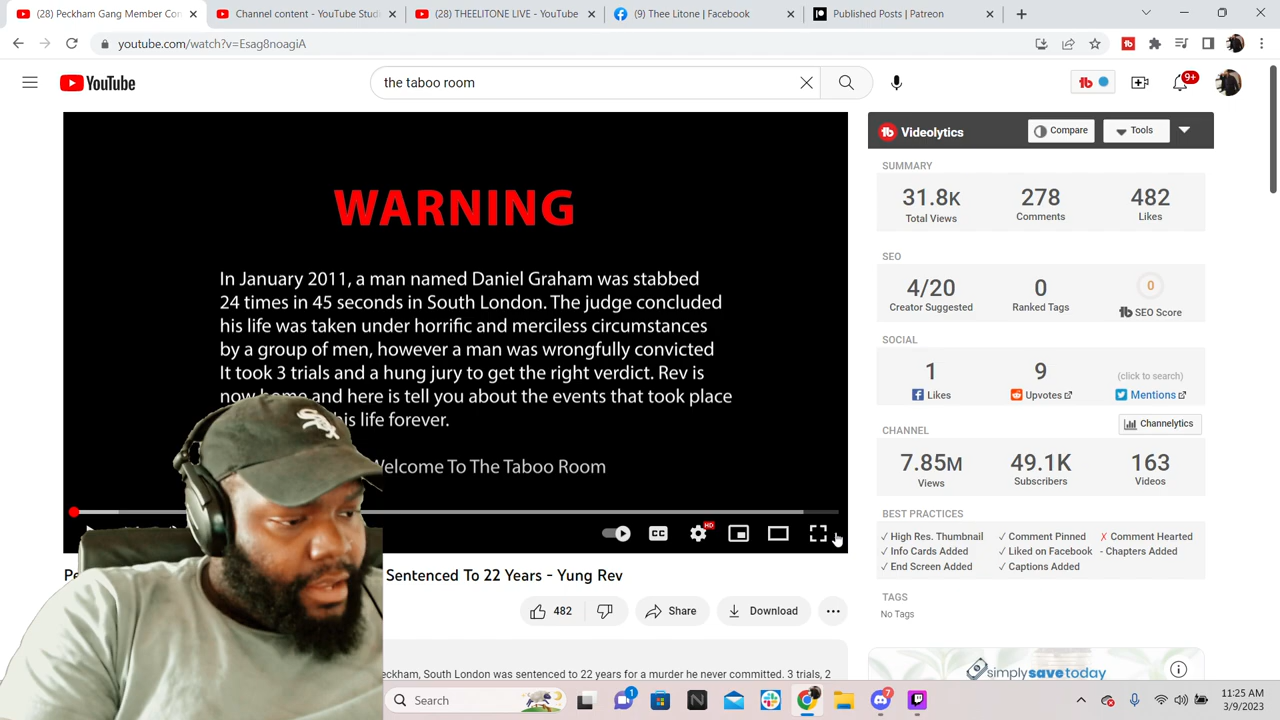 (28) Peckham Gang Member Con
Channel content - YouTube Stud
(28) THEELITONE LIVE - YouTube
(9) Thee Litone | Facebook
Published Posts | Patreon
youtube.com/watch?v=Esag8noagiA
YouTube
the taboo room
9+
WARNING
In January 2011, a man named Daniel Graham was stabbed
24 times in 45 seconds in South London. The judge concluded
his life was taken under horrific and merciless circumstances
by a group of men, however a man was wrongfully convicted
It took 3 trials and a hung jury to get the right verdict. Rev is
now home and here is tell you about the events that took place
his life forever.
Welcome To The Taboo Room
CC
HD
Sentenced To 22 Years - Yung Rev
482
Share
Download
eckham, South London was sentenced to 22 years for a murder he never committed. 3 trials, 2
Videolytics
Compare
Tools
SUMMARY
31.8K 278 482
Total Views Comments Likes
SEO
4/20 0 0
Creator Suggested Ranked Tags SEO Score
SOCIAL
1 9 (click to search)
Likes Upvotes Mentions
CHANNEL Channelytics
7.85M 49.1K 163
Views Subscribers Videos
BEST PRACTICES
✓ High Res. Thumbnail ✓ Comment Pinned ✗ Comment Hearted
✓ Info Cards Added ✓ Liked on Facebook - Chapters Added
✓ End Screen Added ✓ Captions Added
TAGS
No Tags
simplysavetoday
Search
1
7
11:25 AM
3/9/2023